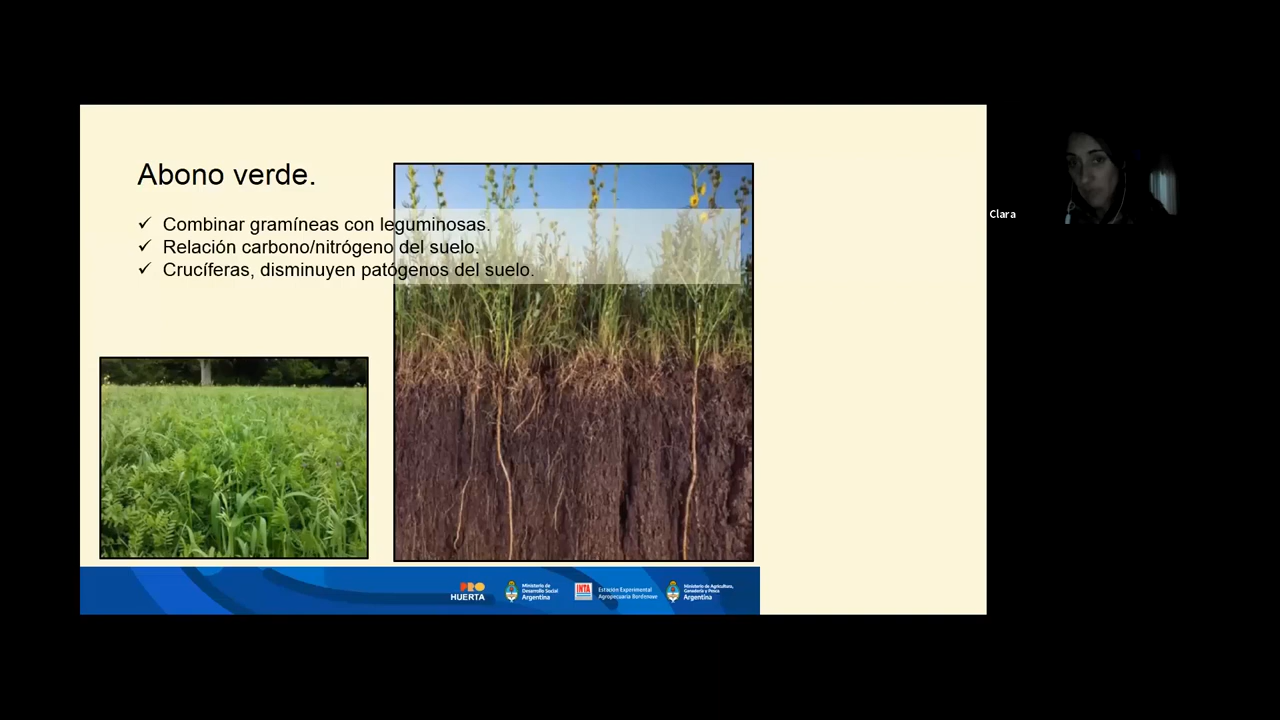 Abono verde.
✓ Combinar gramíneas con leguminosas.
✓ Relación carbono/nitrógeno del suelo.
✓ Crucíferas, disminuyen patógenos del suelo.
Clara
PRO
HUERTA
Ministerio de
Desarrollo Social
Argentina
INTA
Estación Experimental
Agropecuaria Bordenave
Ministerio de Agricultura,
Ganadería y Pesca
Argentina